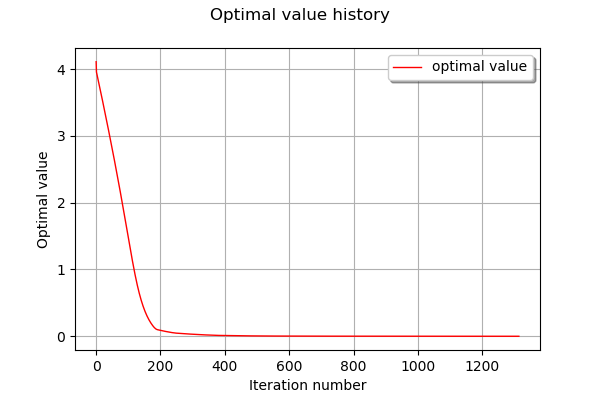 Optimal value history
optimal value
Optimal value
4
3
2
1
0
0 200 400 600 800 1000 1200
Iteration number